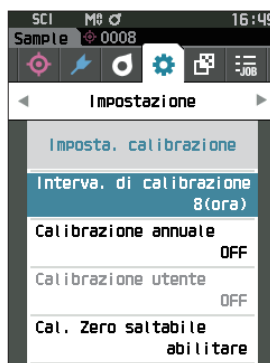 SCI M 16:49
Sample 0008
-JOB
Impostazione
Imposta. calibrazione
Interva. di calibrazione
8(ora)
Calibrazione annuale
OFF
Calibrazione utente
OFF
Cal. Zero saltabile
abilitare